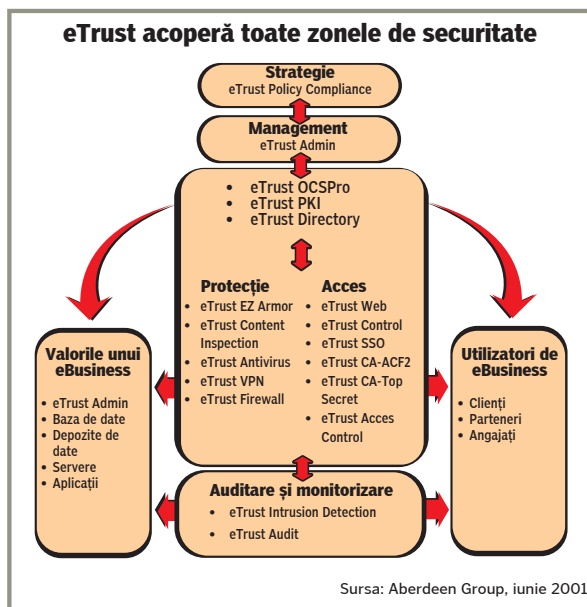 eTrust acoperă toate zonele de securitate
Strategie
eTrust Policy Compliance
Management
eTrust Admin
• eTrust OCSPro
• eTrust PKI
• eTrust Directory
Protecție
• eTrust EZ Armor
• eTrust Content
Inspection
• eTrust Antivirus
• eTrust VPN
• eTrust Firewall
Acces
• eTrust Web
• eTrust Control
• eTrust SSO
• eTrust CA-ACF2
• eTrust CA-Top
Secret
• eTrust Acces
Control
Valorile unui
eBusiness
• eTrust Admin
• Baza de date
• Depozite de
date
• Servere
• Aplicații
Utilizatori de
eBusiness
• Clienți
• Parteneri
• Angajați
Auditare și monitorizare
• eTrust Intrusion Detection
• eTrust Audit
Sursa: Aberdeen Group, iunie 2001